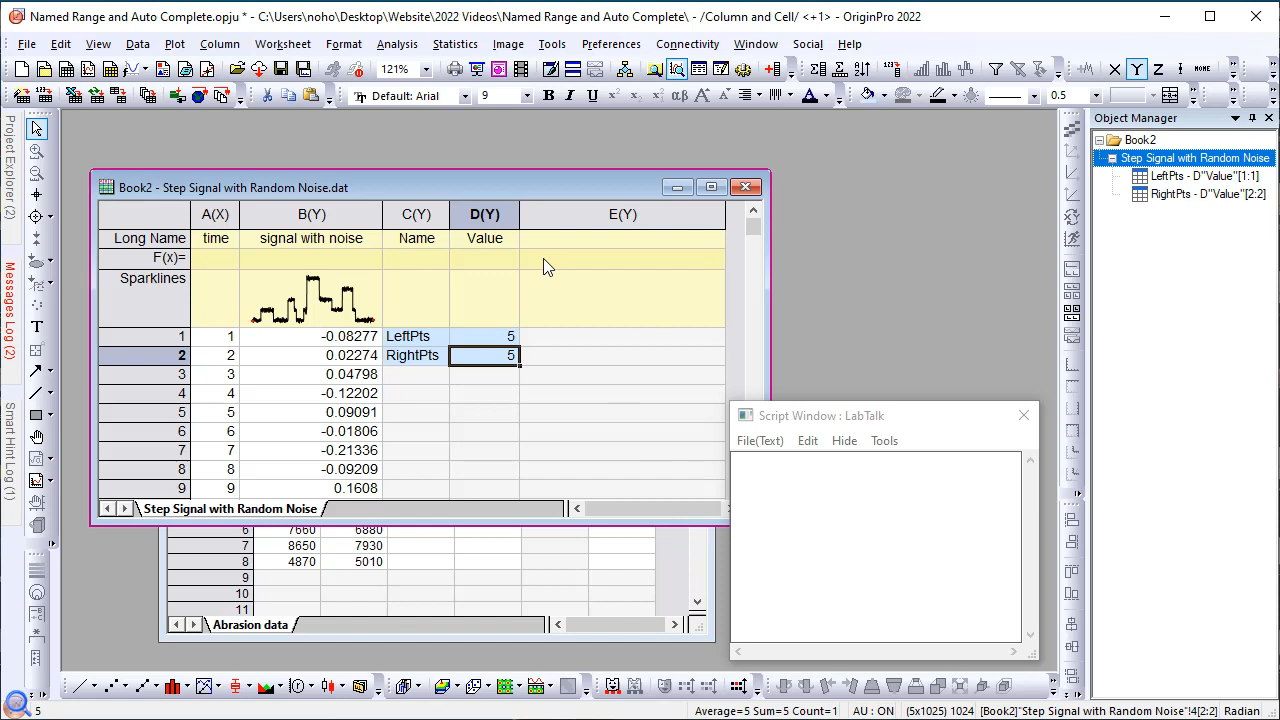 Named Range and Auto Complete.opju * - C:\Users\noho\Desktop\Website\2022 Videos\Named Range and Auto Complete\ - /Column and Cell/ <+1> - OriginPro 2022
File Edit View Data Plot Column Worksheet Format Analysis Statistics Image Tools Preferences Connectivity Window Social Help
121%
X Y Z NONE
Default: Arial 9 B I U 0.5
Project Explorer (2)
Messages Log (2)
Smart Hint Log (1)
Object Manager
Book2
Step Signal with Random Noise
LeftPts - D"Value"[1:1]
RightPts - D"Value"[2:2]
Book2 - Step Signal with Random Noise.dat
A(X) B(Y) C(Y) D(Y) E(Y)
Long Name time signal with noise Name Value
F(x)=
Sparklines
1 1 -0.08277 LeftPts 5
2 2 0.02274 RightPts 5
3 3 0.04798
4 4 -0.12202
5 5 0.09091
6 6 -0.01806
7 7 -0.21336
8 8 -0.09209
9 9 0.1608
Step Signal with Random Noise
6 7660 6880
7 8650 7930
8 4870 5010
9
10
11
Abrasion data
Script Window : LabTalk
File(Text) Edit Hide Tools
5 Average=5 Sum=5 Count=1 AU : ON (5x1025) 1024 [Book2]"Step Signal with Random Noise"!4[2:2] Radian